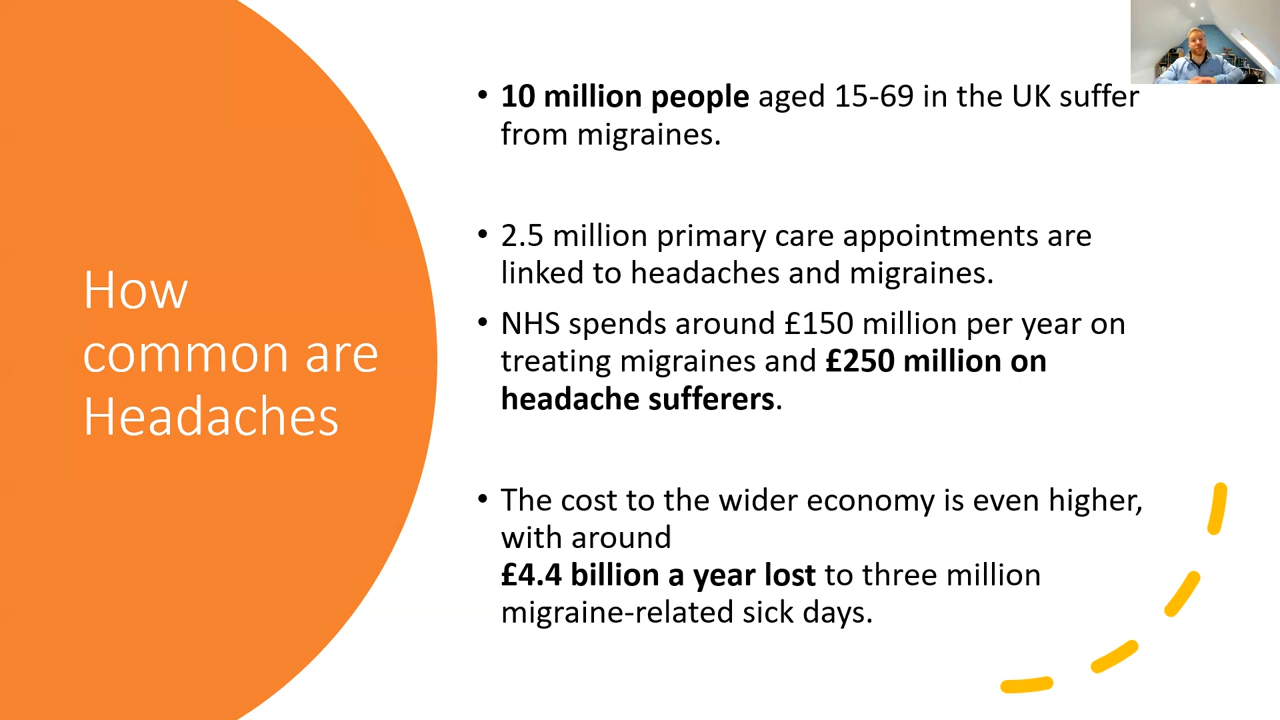 How
common are
Headaches
• 10 million people aged 15-69 in the UK suffer
from migraines.
• 2.5 million primary care appointments are
linked to headaches and migraines.
• NHS spends around £150 million per year on
treating migraines and £250 million on
headache sufferers.
• The cost to the wider economy is even higher,
with around
£4.4 billion a year lost to three million
migraine-related sick days.